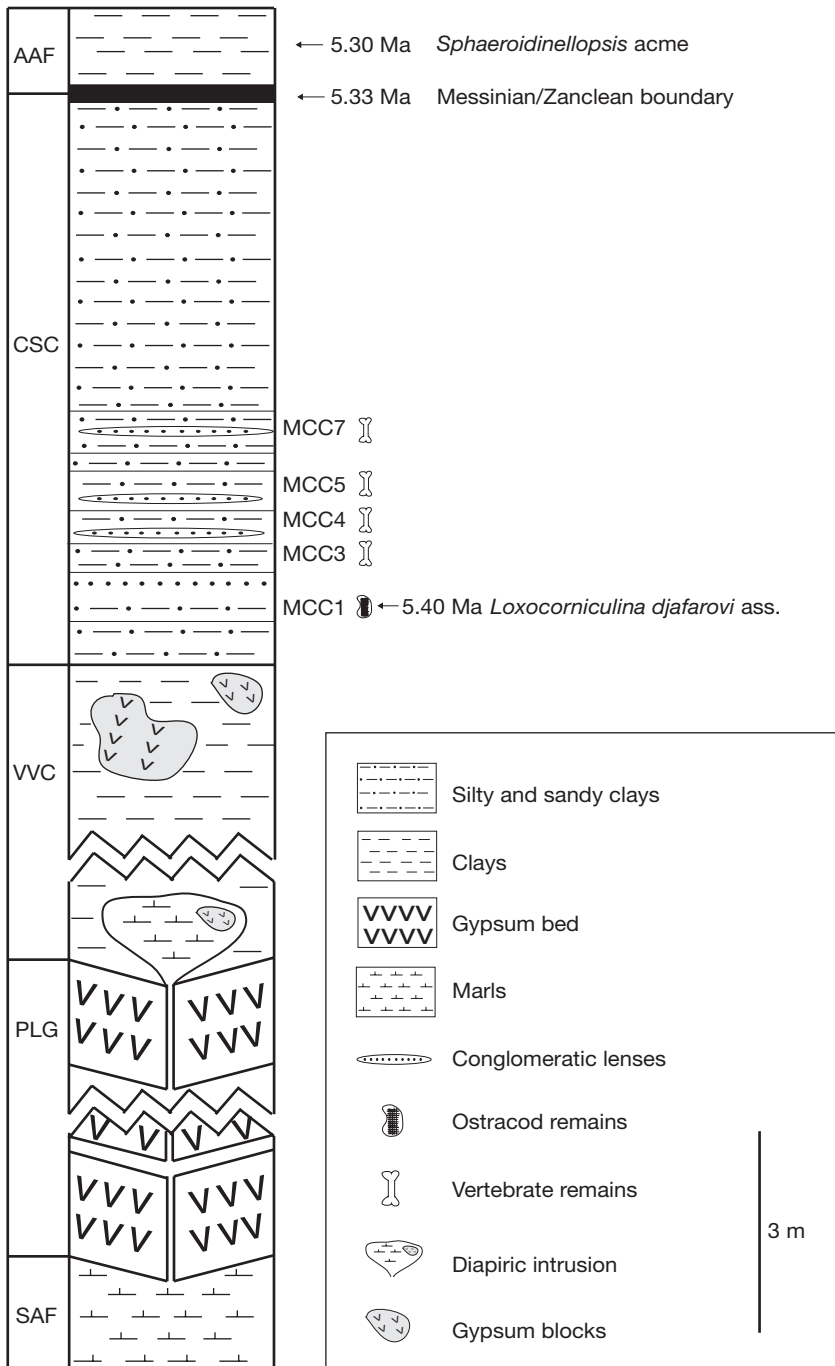 AAF
← 5.30 Ma Sphaeroidinellopsis acme
← 5.33 Ma Messinian/Zanclean boundary
CSC
MCC7
MCC5
MCC4
MCC3
MCC1 ← 5.40 Ma Loxocorniculina djafarovi ass.
VVC
PLG
SAF
Silty and sandy clays
Clays
Gypsum bed
Marls
Conglomeratic lenses
Ostracod remains
Vertebrate remains
Diapiric intrusion
Gypsum blocks
3 m